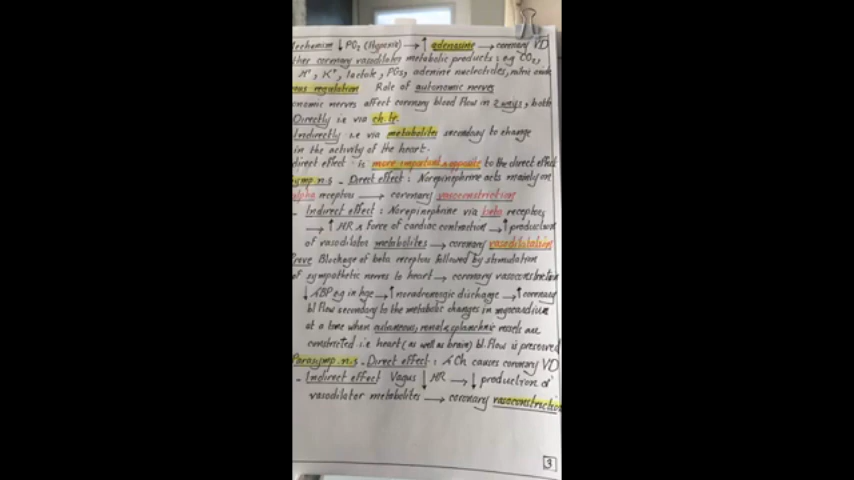 Mechanism ↓ PO2 (Hypoxia) → ↑ adenosine → coronary VD
ther coronary vasodilator metabolic products: e.g CO2,
H+, K+, lactate, PGs, adenine nucleotides, nitric oxide
ous regulation Role of autonomic nerves
onomic nerves affect coronary blood flow in 2 ways, both
Directly i.e via ch.tr.
Indirectly i.e via metabolites secondary to change
in the activity of the heart.
direct effect is more important & opposite to the direct effect
Symp.n.s - Direct effect: Norepinephrine acts mainly on
alpha receptors → coronary vasoconstriction
- Indirect effect: Norepinephrine via beta receptors
→ ↑ HR & force of cardiac contraction → ↑ production
of vasodilator metabolites → coronary vasodilatation
Prove Blockage of beta receptors followed by stimulation
of sympathetic nerves to heart → coronary vasoconstriction
↓ ABP e.g in hge → ↑ noradrenergic discharge → ↑ coronary
bl flow secondary to the metabolic changes in myocardium
at a time when cutaneous, renal & splanchnic vessels are
constricted i.e heart (as well as brain) bl. flow is preserved
Parasymp.n.s - Direct effect: ACh causes coronary VD
- Indirect effect Vagus ↓ HR → ↓ production of
vasodilator metabolites → coronary vasoconstriction
3